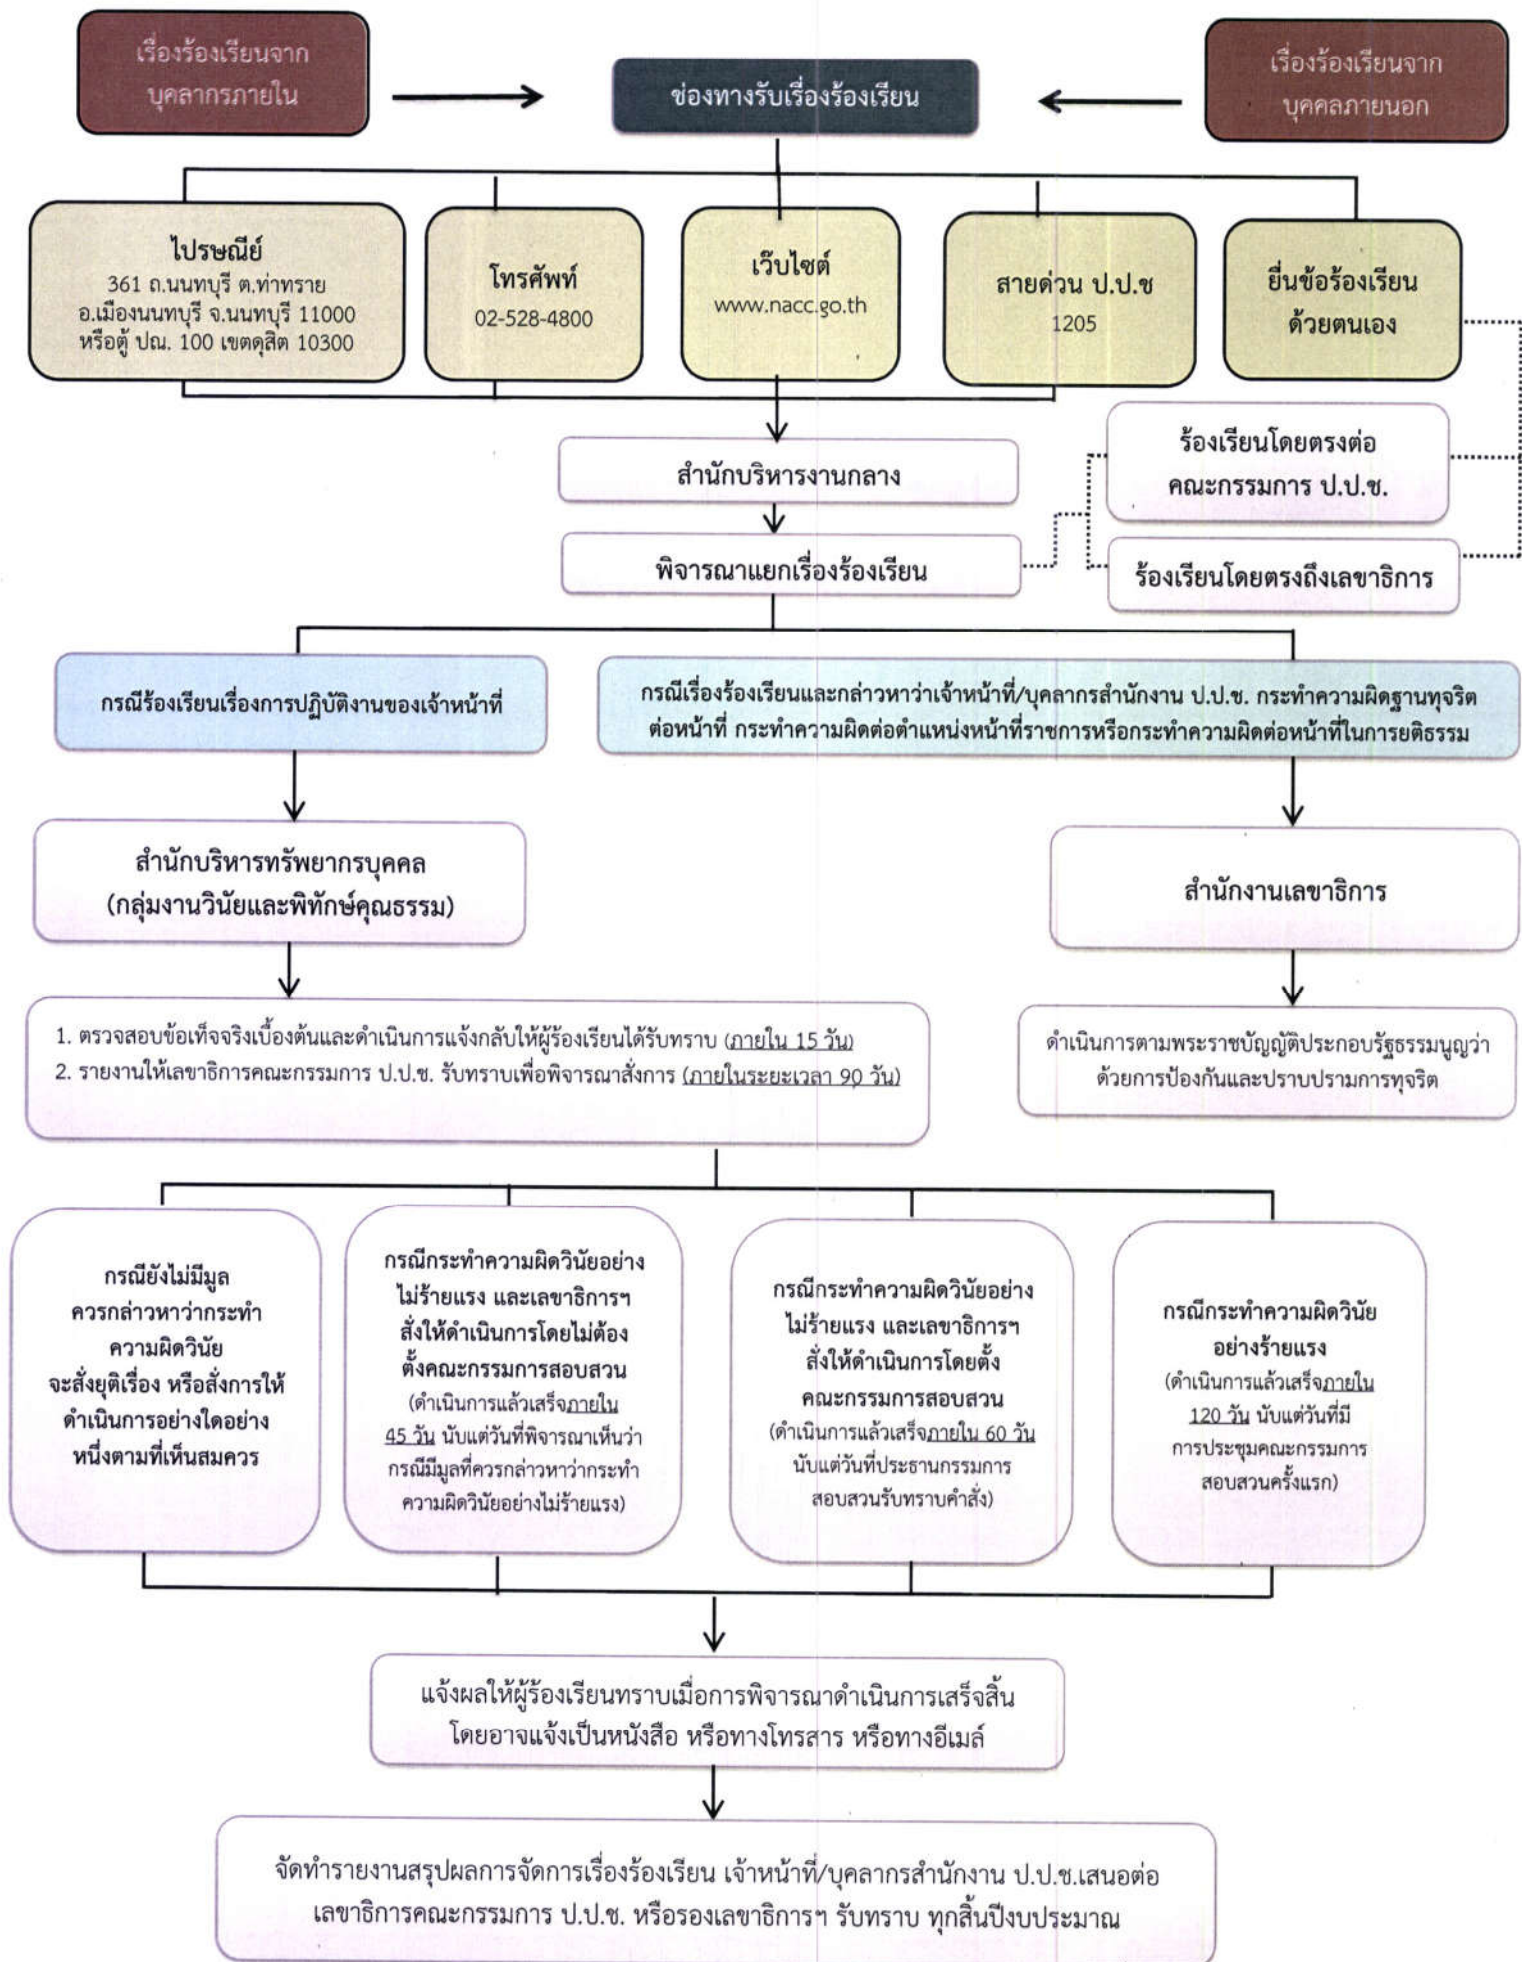 เรื่องร้องเรียนจาก
บุคลากรภายใน
ช่องทางรับเรื่องร้องเรียน
เรื่องร้องเรียนจาก
บุคคลภายนอก
ไปรษณีย์
361 ถ.นนทบุรี ต.ท่าทราย
อ.เมืองนนทบุรี จ.นนทบุรี 11000
หรือตู้ ปณ. 100 เขตดุสิต 10300
โทรศัพท์
02-528-4800
เว็บไซต์
www.nacc.go.th
สายด่วน ป.ป.ช
1205
ยื่นข้อร้องเรียน
ด้วยตนเอง
สำนักบริหารงานกลาง
ร้องเรียนโดยตรงต่อ
คณะกรรมการ ป.ป.ช.
พิจารณาแยกเรื่องร้องเรียน
ร้องเรียนโดยตรงถึงเลขาธิการ
กรณีร้องเรียนเรื่องการปฏิบัติงานของเจ้าหน้าที่
กรณีเรื่องร้องเรียนและกล่าวหาว่าเจ้าหน้าที่/บุคลากรสำนักงาน ป.ป.ช. กระทำความผิดฐานทุจริต
ต่อหน้าที่ กระทำความผิดต่อตำแหน่งหน้าที่ราชการหรือกระทำความผิดต่อหน้าที่ในการยุติธรรม
สำนักบริหารทรัพยากรบุคคล
(กลุ่มงานวินัยและพิทักษ์คุณธรรม)
สำนักงานเลขาธิการ
1. ตรวจสอบข้อเท็จจริงเบื้องต้นและดำเนินการแจ้งกลับให้ผู้ร้องเรียนได้รับทราบ (ภายใน 15 วัน)
2. รายงานให้เลขาธิการคณะกรรมการ ป.ป.ช. รับทราบเพื่อพิจารณาสั่งการ (ภายในระยะเวลา 90 วัน)
ดำเนินการตามพระราชบัญญัติประกอบรัฐธรรมนูญว่า
ด้วยการป้องกันและปราบปรามการทุจริต
กรณียังไม่มีมูล
ควรกล่าวหาว่ากระทำ
ความผิดวินัย
จะสั่งยุติเรื่อง หรือสั่งการให้
ดำเนินการอย่างใดอย่าง
หนึ่งตามที่เห็นสมควร
กรณีกระทำความผิดวินัยอย่าง
ไม่ร้ายแรง และเลขาธิการฯ
สั่งให้ดำเนินการโดยไม่ต้อง
ตั้งคณะกรรมการสอบสวน
(ดำเนินการแล้วเสร็จภายใน
45 วัน นับแต่วันที่พิจารณาเห็นว่า
กรณีมีมูลที่ควรกล่าวหาว่ากระทำ
ความผิดวินัยอย่างไม่ร้ายแรง)
กรณีกระทำความผิดวินัยอย่าง
ไม่ร้ายแรง และเลขาธิการฯ
สั่งให้ดำเนินการโดยตั้ง
คณะกรรมการสอบสวน
(ดำเนินการแล้วเสร็จภายใน 60 วัน
นับแต่วันที่ประธานกรรมการ
สอบสวนรับทราบคำสั่ง)
กรณีกระทำความผิดวินัย
อย่างร้ายแรง
(ดำเนินการแล้วเสร็จภายใน
120 วัน นับแต่วันที่มี
การประชุมคณะกรรมการ
สอบสวนครั้งแรก)
แจ้งผลให้ผู้ร้องเรียนทราบเมื่อการพิจารณาดำเนินการเสร็จสิ้น
โดยอาจแจ้งเป็นหนังสือ หรือทางโทรสาร หรือทางอีเมล์
จัดทำรายงานสรุปผลการจัดการเรื่องร้องเรียน เจ้าหน้าที่/บุคลากรสำนักงาน ป.ป.ช.เสนอต่อ
เลขาธิการคณะกรรมการ ป.ป.ช. หรือรองเลขาธิการฯ รับทราบ ทุกสิ้นปีงบประมาณ